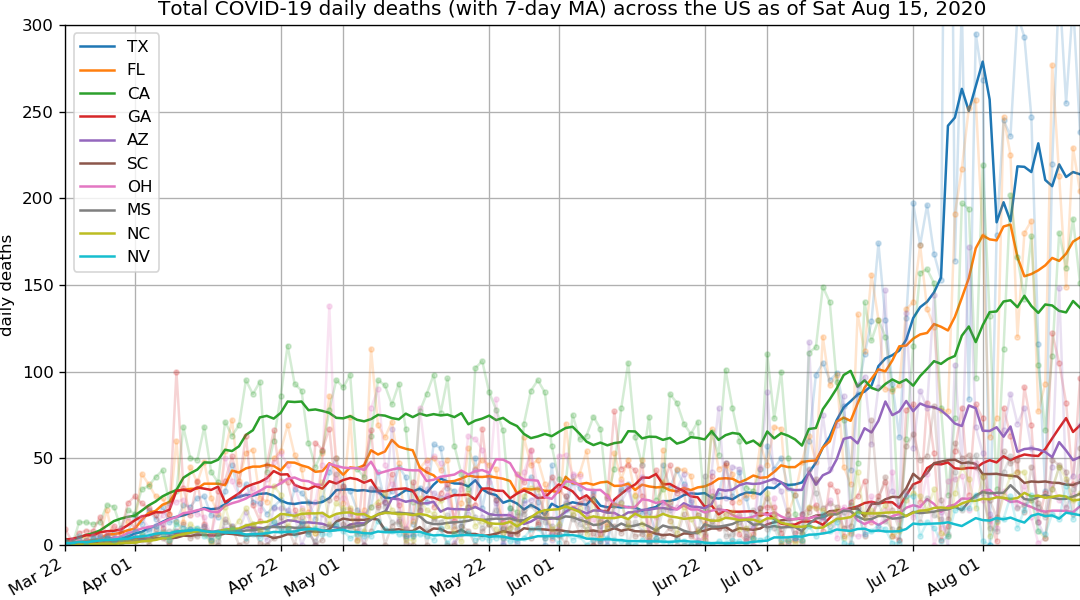 Total COVID-19 daily deaths (with 7-day MA) across the US as of Sat Aug 15, 2020
300
250
200
150
100
50
0
daily deaths
TX
FL
CA
GA
AZ
SC
OH
MS
NC
NV
Mar 22
Apr 01
Apr 22
May 01
May 22
Jun 01
Jun 22
Jul 01
Jul 22
Aug 01